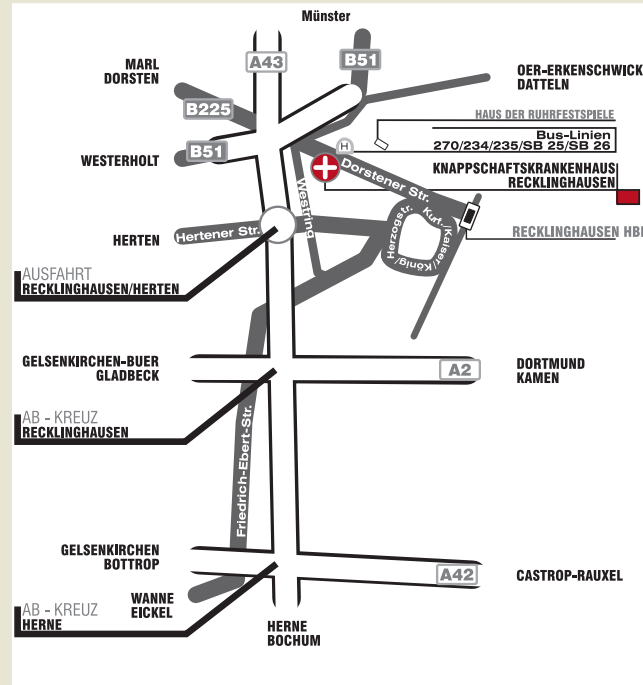 Münster
A43
B51
MARL
DORSTEN
OER-ERKENSCHWICK
DATTELN
B225
HAUS DER RUHRFESTSPIELE
Bus-Linien
270/234/235/SB 25/SB 26
H
B51
WESTERHOLT
KNAPPSCHAFTSKRANKENHAUS
RECKLINGHAUSEN
Dorstener Str.
Westring
Herzogstr.
Kurf./Kaiser/König/
HERTEN
Hertener Str.
RECKLINGHAUSEN HBF
AUSFAHRT
RECKLINGHAUSEN/HERTEN
GELSENKIRCHEN-BUER
GLADBECK
A2
DORTMUND
KAMEN
AB - KREUZ
RECKLINGHAUSEN
Friedrich-Ebert-Str.
GELSENKIRCHEN
BOTTROP
A42
CASTROP-RAUXEL
WANNE
EICKEL
AB - KREUZ
HERNE
HERNE
BOCHUM